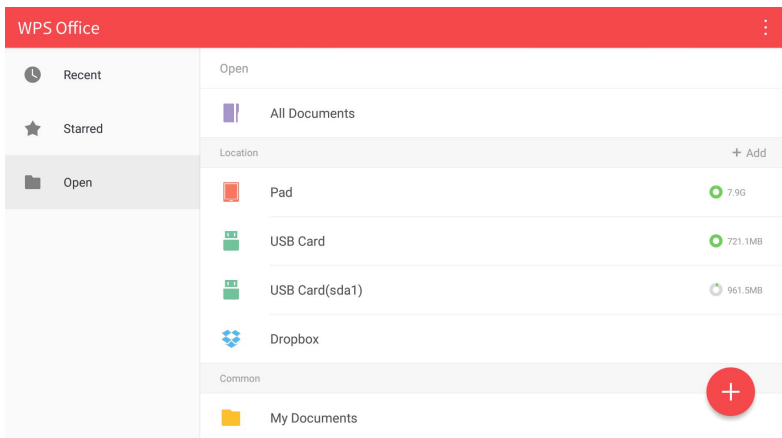 WPS Office
Recent
Starred
Open
Open
All Documents
Location + Add
Pad 7.9G
USB Card 721.1MB
USB Card(sda1) 961.5MB
Dropbox
Common
My Documents